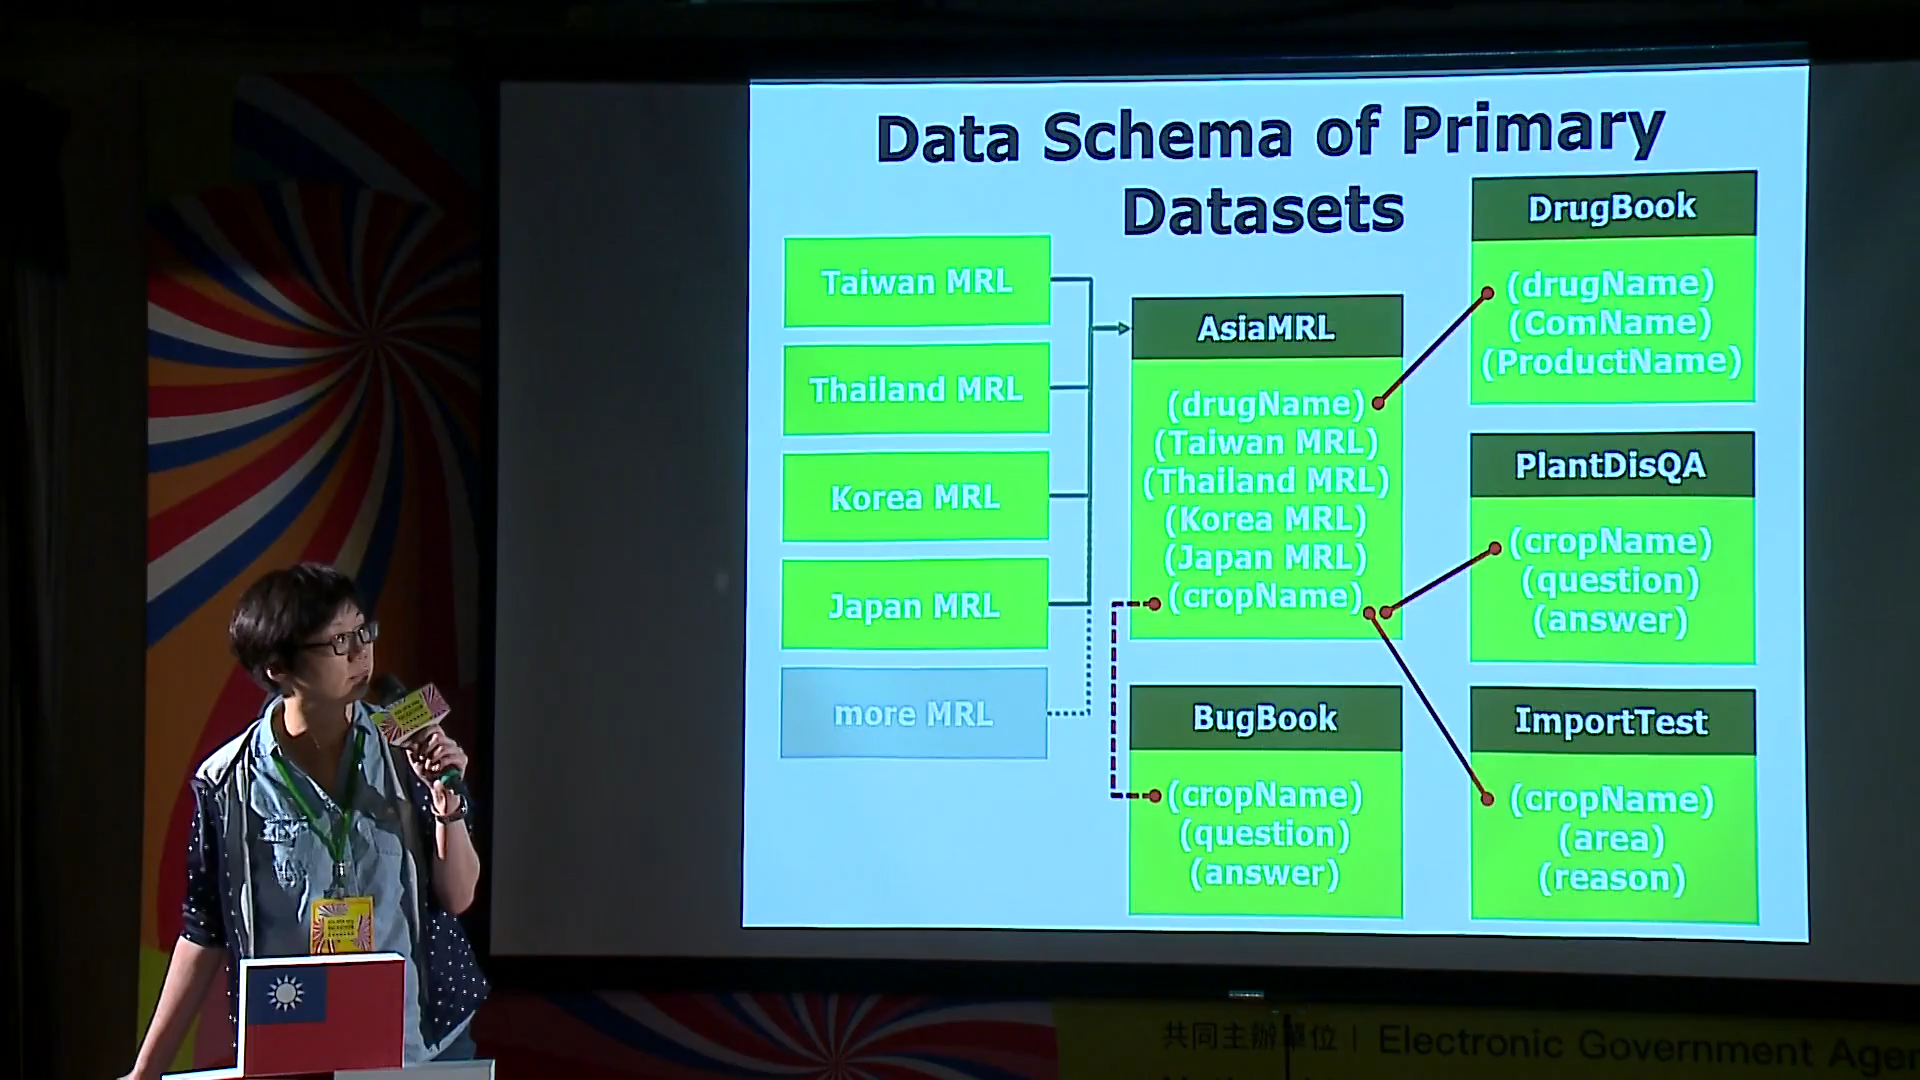 Data Schema of Primary
Datasets
Taiwan MRL
Thailand MRL
Korea MRL
Japan MRL
more MRL
AsiaMRL
(drugName)
(Taiwan MRL)
(Thailand MRL)
(Korea MRL)
(Japan MRL)
(cropName)
BugBook
(cropName)
(question)
(answer)
DrugBook
(drugName)
(ComName)
(ProductName)
PlantDisQA
(cropName)
(question)
(answer)
ImportTest
(cropName)
(area)
(reason)
共同主辦單位 | Electronic Government Agen